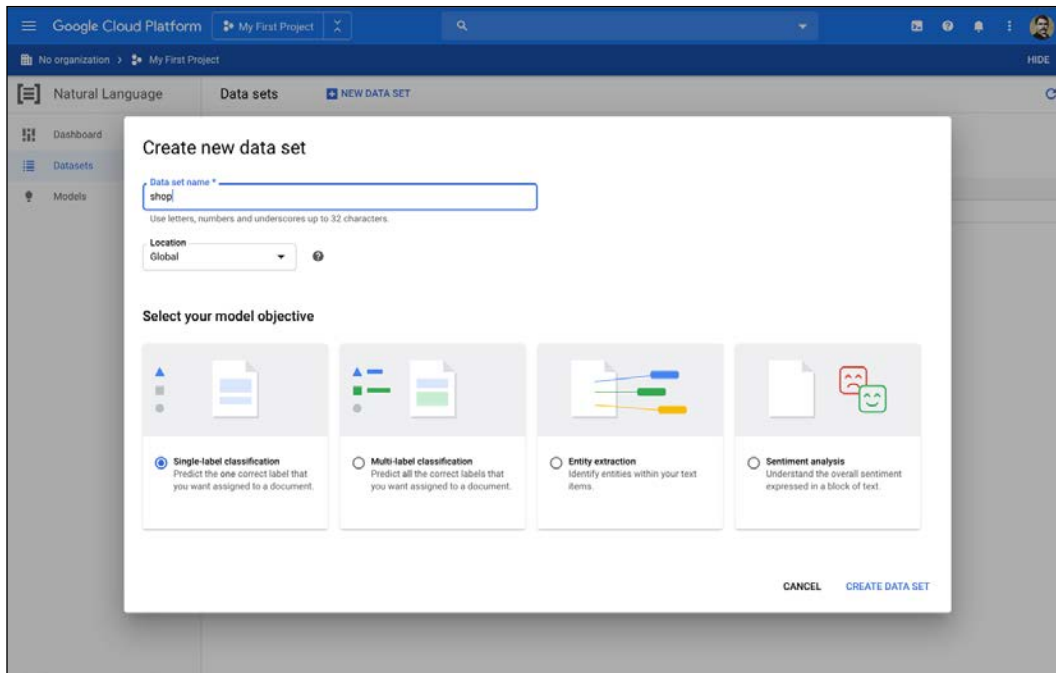 Google Cloud Platform My First Project
No organization > My First Project HIDE
Natural Language Data sets NEW DATA SET
Dashboard
Datasets
Models
Create new data set
Data set name *
shop
Use letters, numbers and underscores up to 32 characters.
Location
Global
Select your model objective
Single-label classification
Predict the one correct label that
you want assigned to a document.
Multi-label classification
Predict all the correct labels that
you want assigned to a document.
Entity extraction
Identify entities within your text
items.
Sentiment analysis
Understand the overall sentiment
expressed in a block of text.
CANCEL CREATE DATA SET